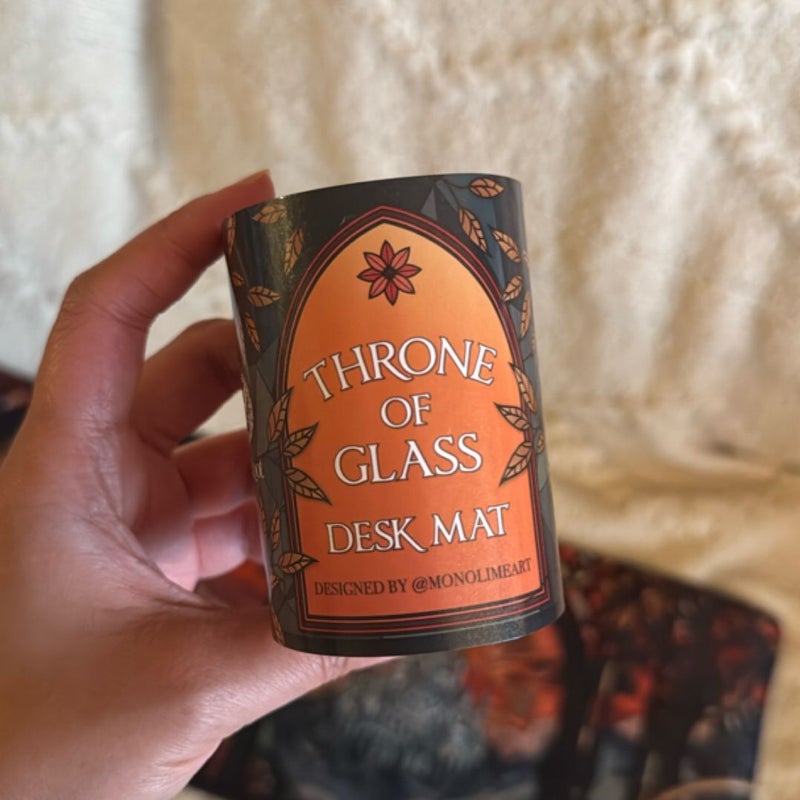 THRONE
OF
GLASS
DESK MAT
DESIGNED BY @MONOLIMEART